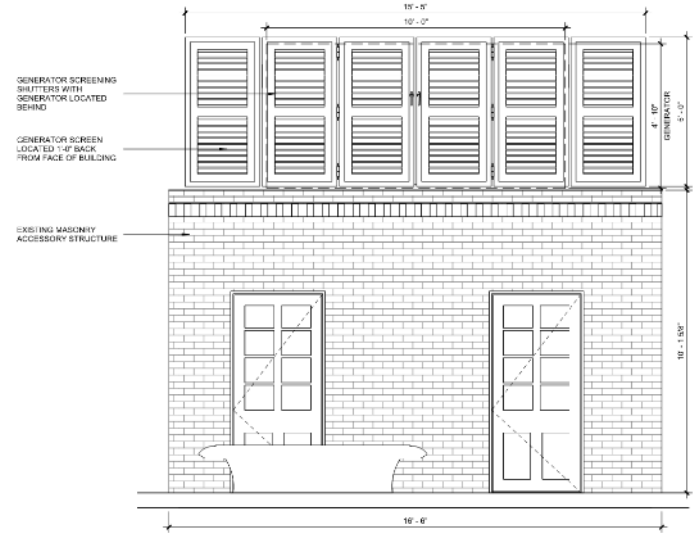 15' - 5"
10' - 0"
GENERATOR SCREENING
SHUTTERS WITH
GENERATOR LOCATED
BEHIND
GENERATOR SCREEN
LOCATED 1'-0" BACK
FROM FACE OF BUILDING
EXISTING MASONRY
ACCESSORY STRUCTURE
4' - 10"
GENERATOR
5' - 0"
10' - 1 5/8"
16' - 6"